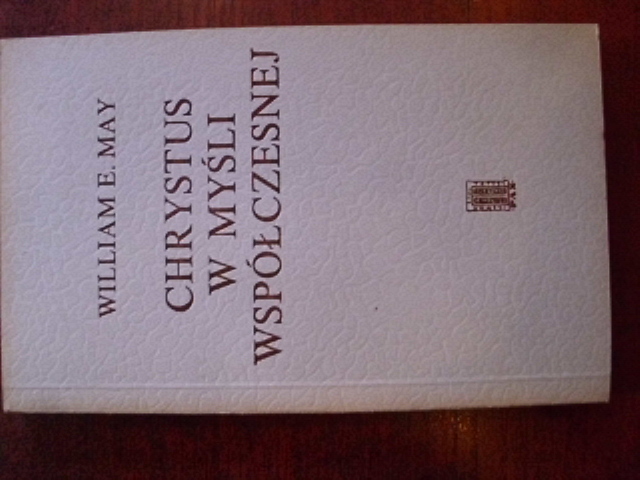 WILLIAM E. MAY
CHRYSTUS
W MYŚLI
WSPÓŁCZESNEJ